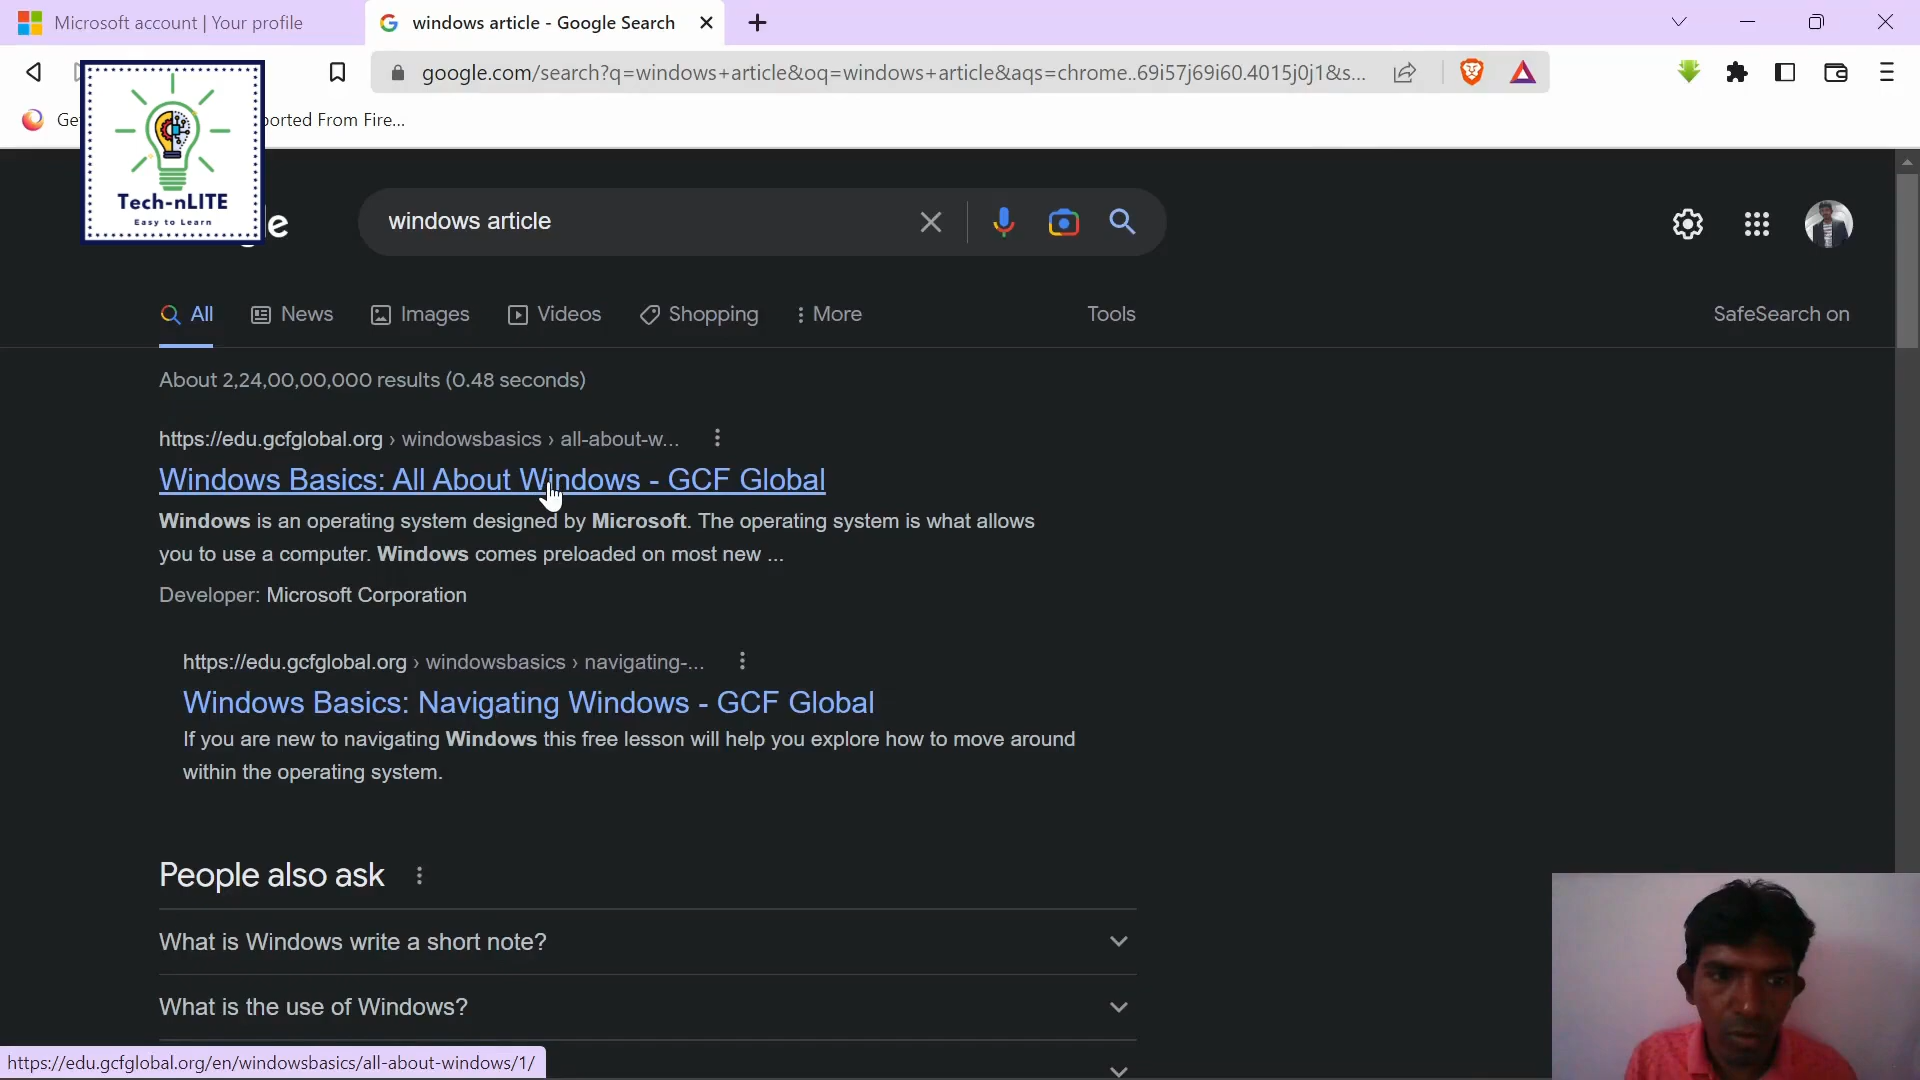 Microsoft account | Your profile
windows article - Google Search
google.com/search?q=windows+article&oq=windows+article&aqs=chrome..69i57j69i60.4015j0j1&s...
Ge
orted From Fire...
Tech-nLITE
Easy to Learn
e
windows article
All
News
Images
Videos
Shopping
More
Tools
SafeSearch on
About 2,24,00,00,000 results (0.48 seconds)
https://edu.gcfglobal.org › windowsbasics › all-about-w...
Windows Basics: All About Windows - GCF Global
Windows is an operating system designed by Microsoft. The operating system is what allows
you to use a computer. Windows comes preloaded on most new ...
Developer: Microsoft Corporation
https://edu.gcfglobal.org › windowsbasics › navigating-...
Windows Basics: Navigating Windows - GCF Global
If you are new to navigating Windows this free lesson will help you explore how to move around
within the operating system.
People also ask
What is Windows write a short note?
What is the use of Windows?
https://edu.gcfglobal.org/en/windowsbasics/all-about-windows/1/